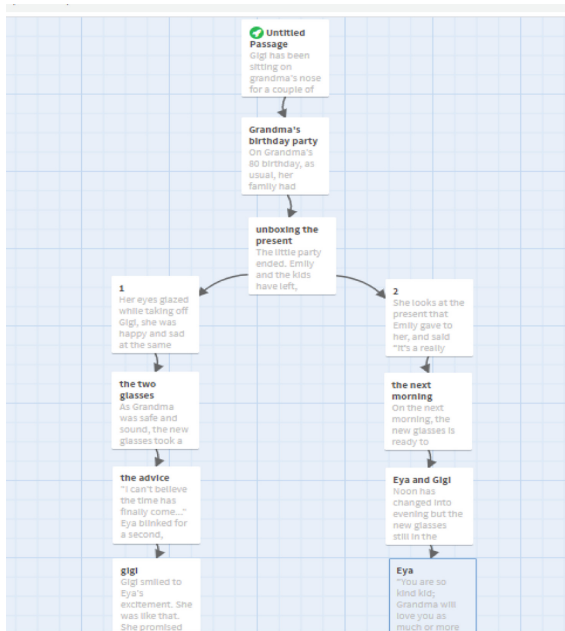 Untitled
Passage
Gigi has been
sitting on
grandma's nose
for a couple of
Grandma's
birthday party
On Grandma's
80 birthday, as
usual, her
family had
unboxing the
present
The little party
ended. Emily
and the kids
have left,
1
Her eyes glazed
while taking off
Gigi, she was
happy and sad
at the same
2
She looks at the
present that
Emily gave to
her, and said
"It's a really
the two
glasses
As Grandma
was safe and
sound, the new
glasses took a
the next
morning
On the next
morning, the
new glasses is
ready to
the advice
"I can't believe
the time has
finally come..."
Eya blinked for
a second,
Eya and Gigi
Noon has
changed into
evening but the
new glasses
still in the
gigi
Gigi smiled to
Eya's
excitement. She
was like that.
She promised
Eya
"You are so
kind kid;
Grandma will
love you as
much or more